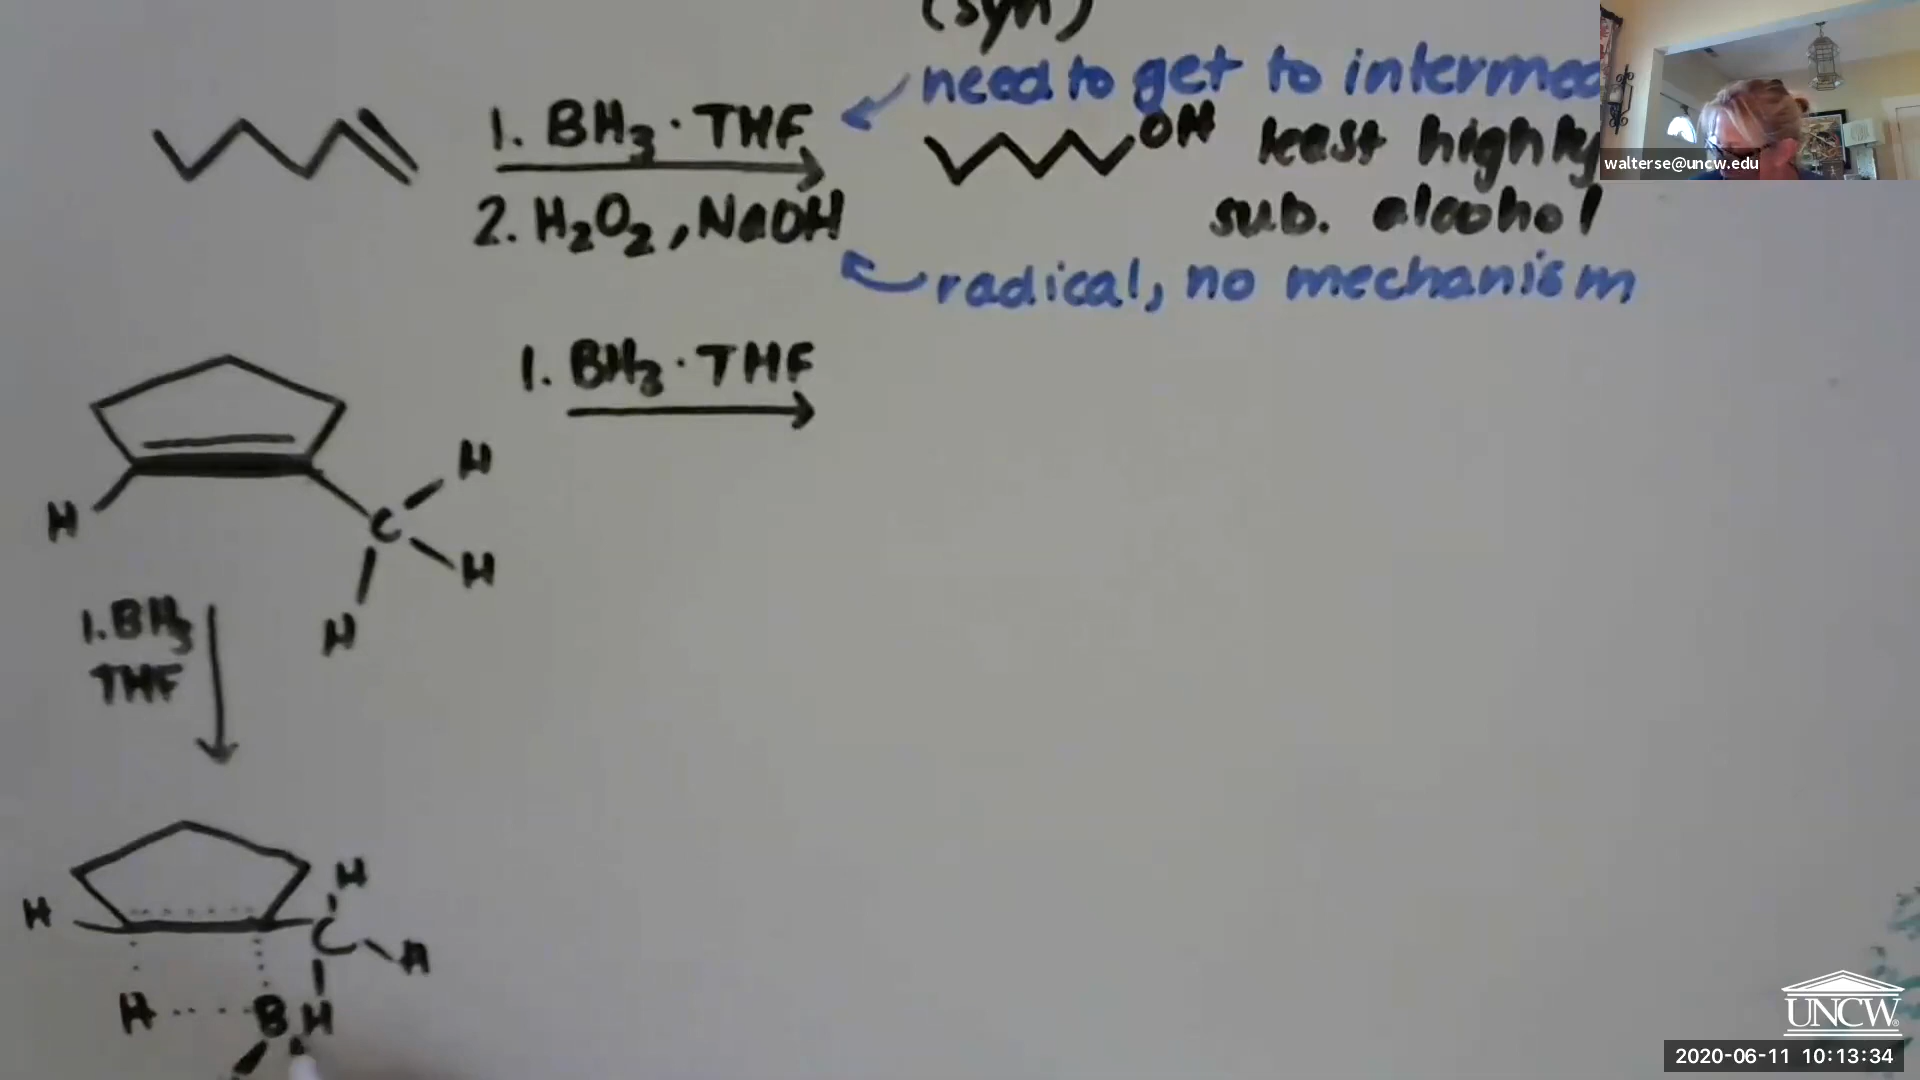 (syn)
need to get to intermed
1. BH₃ · THF
OH least highly
2. H₂O₂, NaOH
sub. alcohol
radical, no mechanism
1. BH₃ · THF
H
C
H
H
H
1. BH₃
THF
H
H
C
H
H
B
H
walterse@uncw.edu
UNCW
2020-06-11 10:13:34